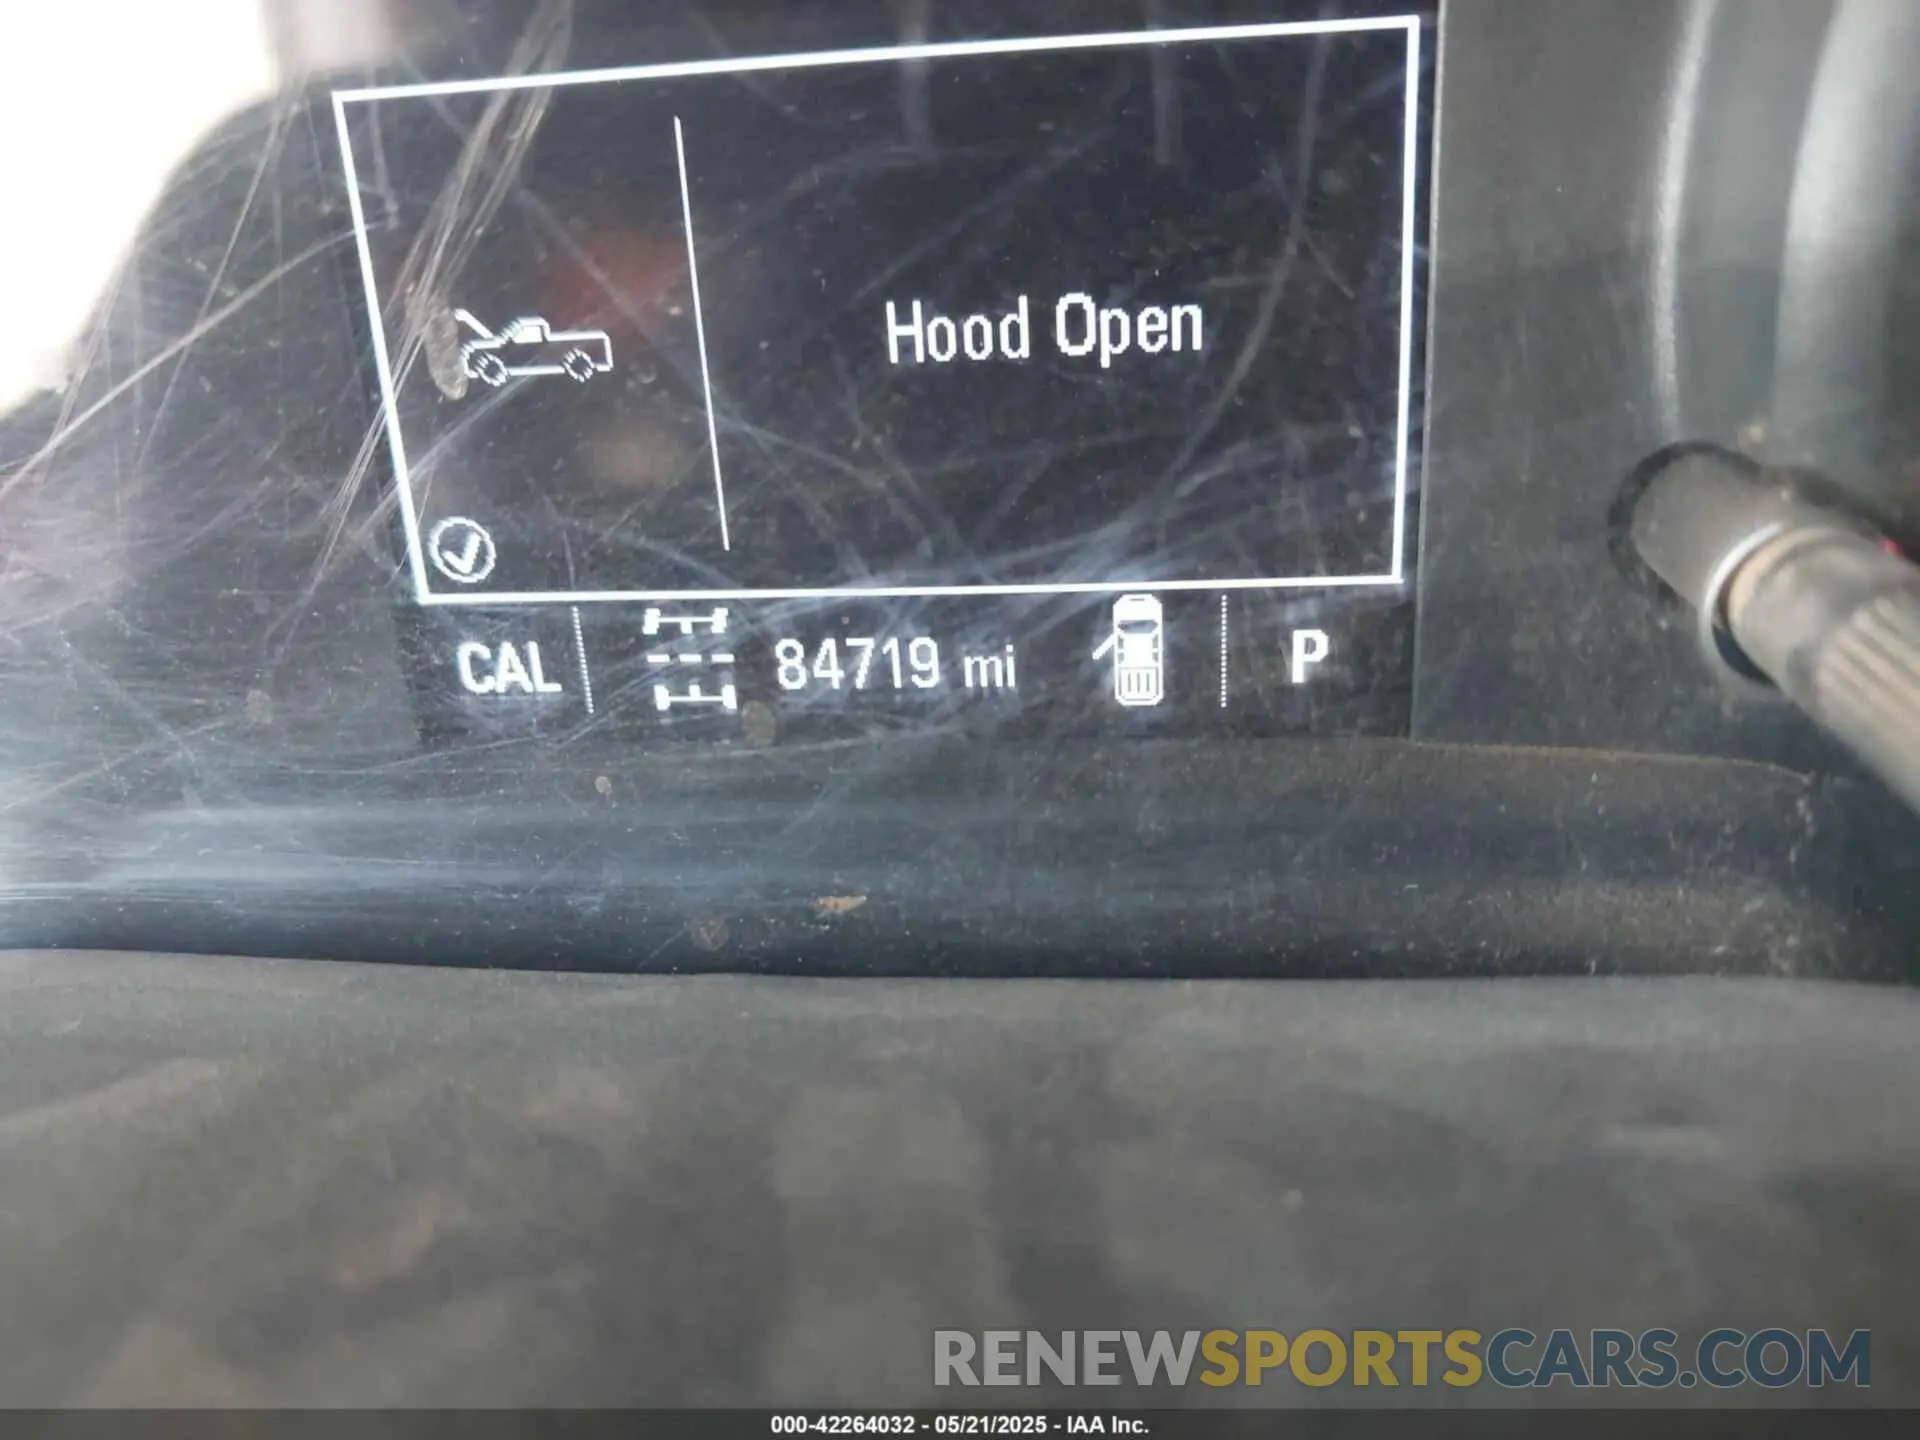 Hood Open
CAL 84719 mi P
RENEWSPORTSCARS.COM
000-42264032 - 05/21/2025 - IAA Inc.